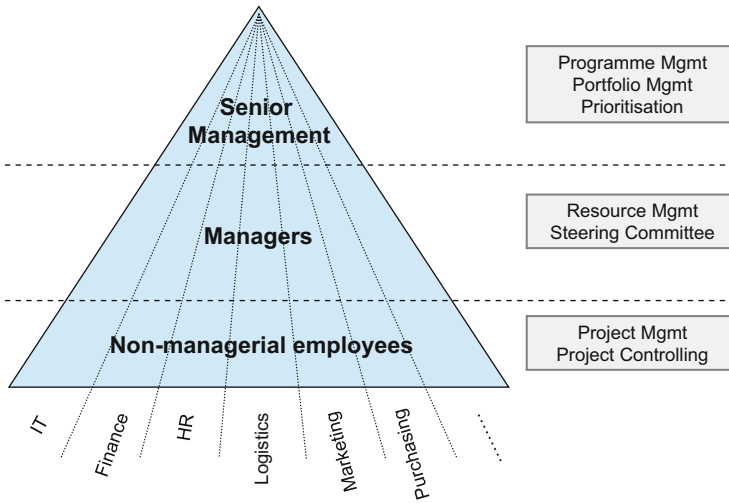 Senior
Management
Programme Mgmt
Portfolio Mgmt
Prioritisation
Managers
Resource Mgmt
Steering Committee
Non-managerial employees
Project Mgmt
Project Controlling
IT
Finance
HR
Logistics
Marketing
Purchasing
........